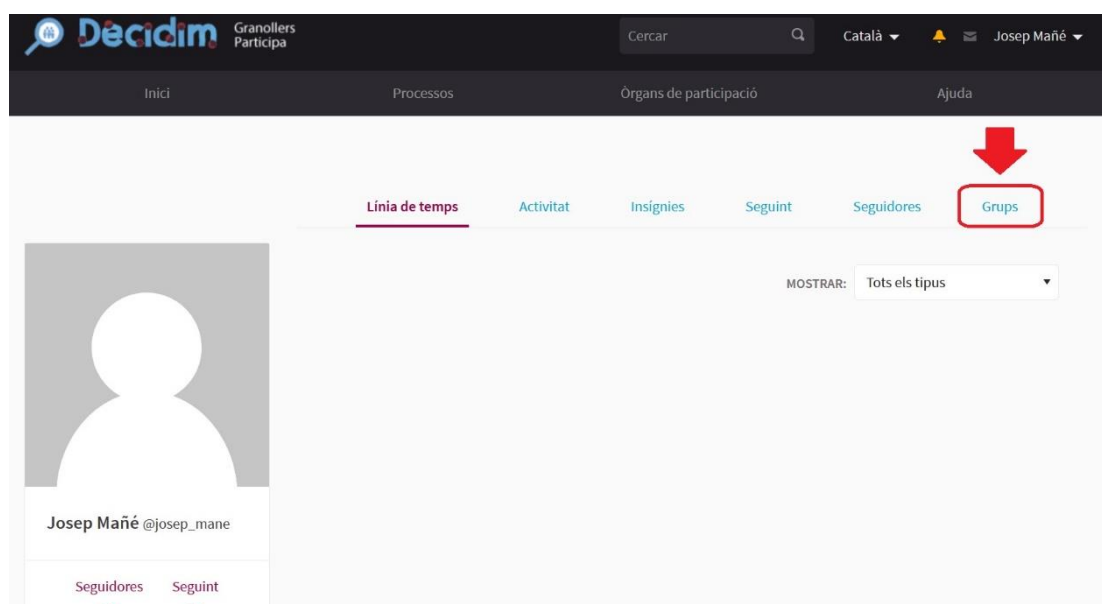 Decidim Granollers
Participa
Cercar
Català
Josep Mañé
Inici Processos Òrgans de participació Ajuda
Línia de temps Activitat Insígnies Seguint Seguidores Grups
MOSTRAR: Tots els tipus
Josep Mañé @josep_mane
Seguidores Seguint